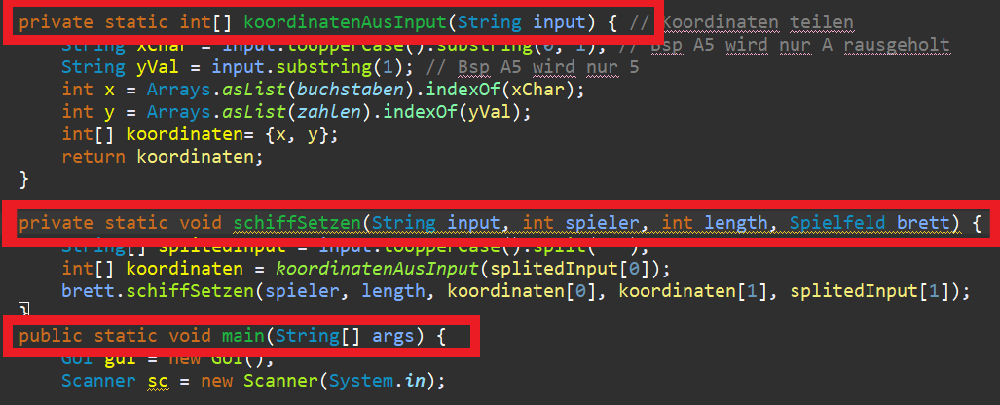 private static int[] koordinatenAusInput(String input) { // Koordinaten teilen
String xChar = input.toUpperCase().substring(0, 1); // Bsp A5 wird nur A rausgeholt
String yVal = input.substring(1); // Bsp A5 wird nur 5
int x = Arrays.asList(buchstaben).indexOf(xChar);
int y = Arrays.asList(zahlen).indexOf(yVal);
int[] koordinaten= {x, y};
return koordinaten;
}
private static void schiffSetzen(String input, int spieler, int length, Spielfeld brett) {
String[] splitedInput = input.toUpperCase().split(" ");
int[] koordinaten = koordinatenAusInput(splitedInput[0]);
brett.schiffSetzen(spieler, length, koordinaten[0], koordinaten[1], splitedInput[1]);
}
public static void main(String[] args) {
GUI gui = new GUI();
Scanner sc = new Scanner(System.in);